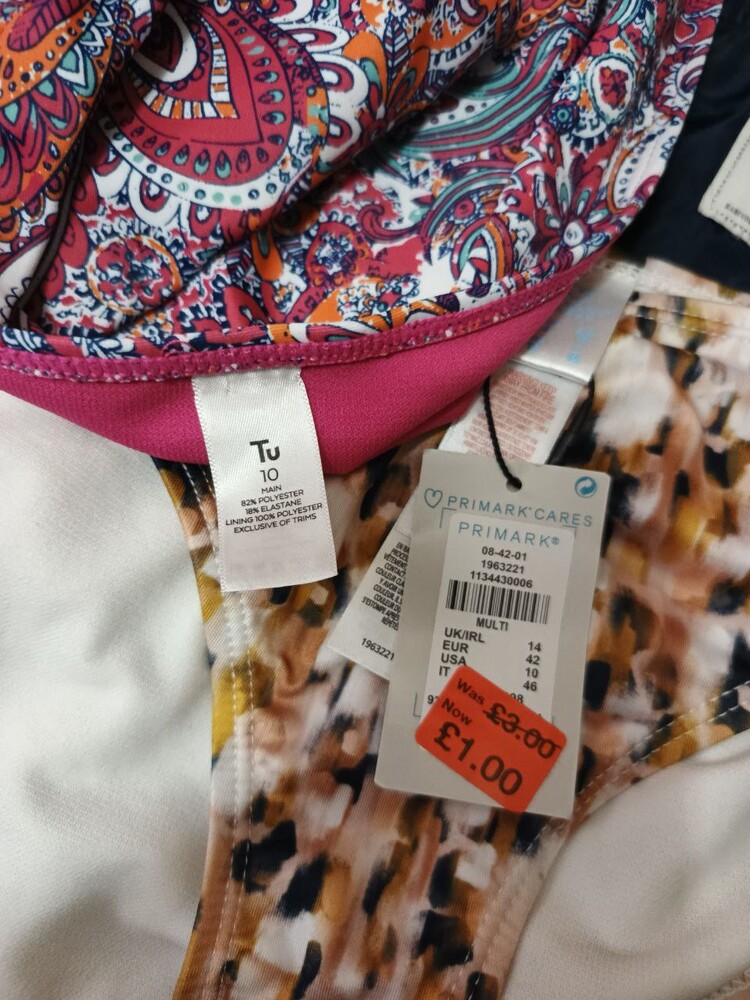 Tu
10
MAIN
82% POLYESTER
18% ELASTANE
LINING 100% POLYESTER
EXCLUSIVE OF TRIMS
PRIMARK CARES
PRIMARK®
08-42-01
1963221
1134430006
MULTI
UK/IRL 14
EUR 42
USA 10
IT 46
Was £3.00
Now
£1.00
1963221